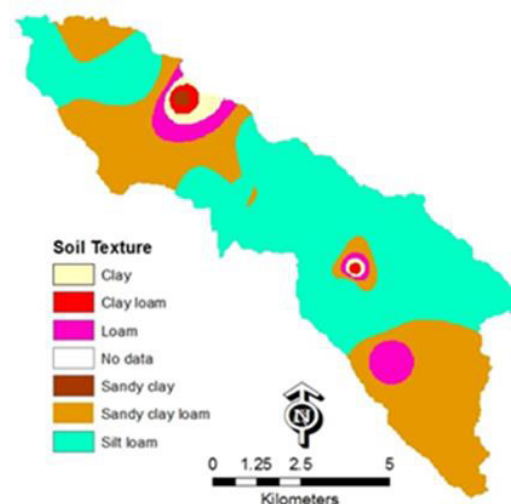 Soil Texture
Clay
Clay loam
Loam
No data
Sandy clay
Sandy clay loam
Silt loam
N
0 1.25 2.5 5
Kilometers